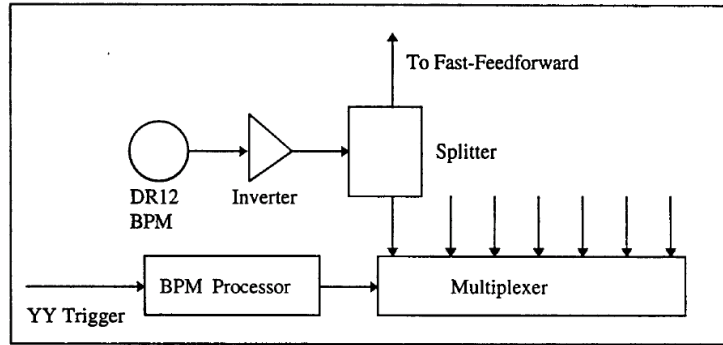 To Fast-Feedforward
Splitter
DR12
BPM
Inverter
BPM Processor
Multiplexer
YY Trigger